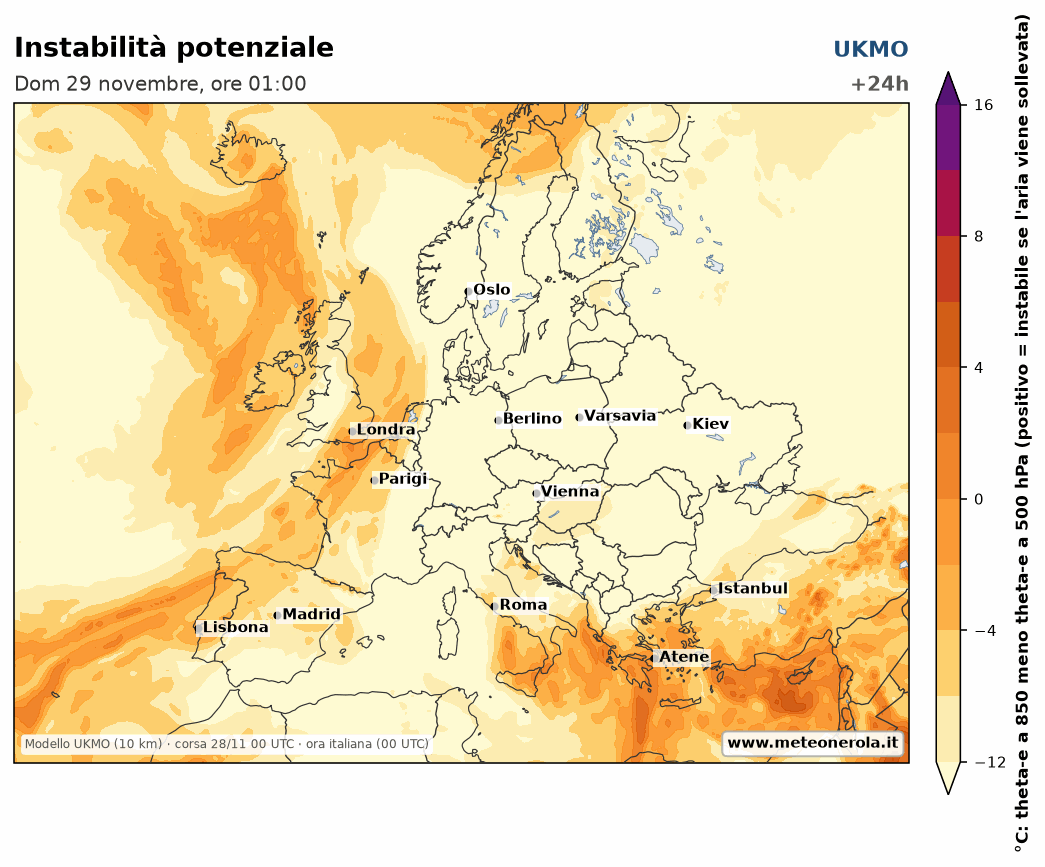 Instabilità potenziale
UKMO
Dom 29 novembre, ore 01:00
+24h
Oslo
Berlino
Varsavia
Kiev
Londra
Parigi
Vienna
Istanbul
Roma
Madrid
Lisbona
Atene
Modello UKMO (10 km) · corsa 28/11 00 UTC · ora italiana (00 UTC)
www.meteonerola.it
16
8
4
0
−4
−12
°C: theta-e a 850 meno theta-e a 500 hPa (positivo = instabile se l'aria viene sollevata)